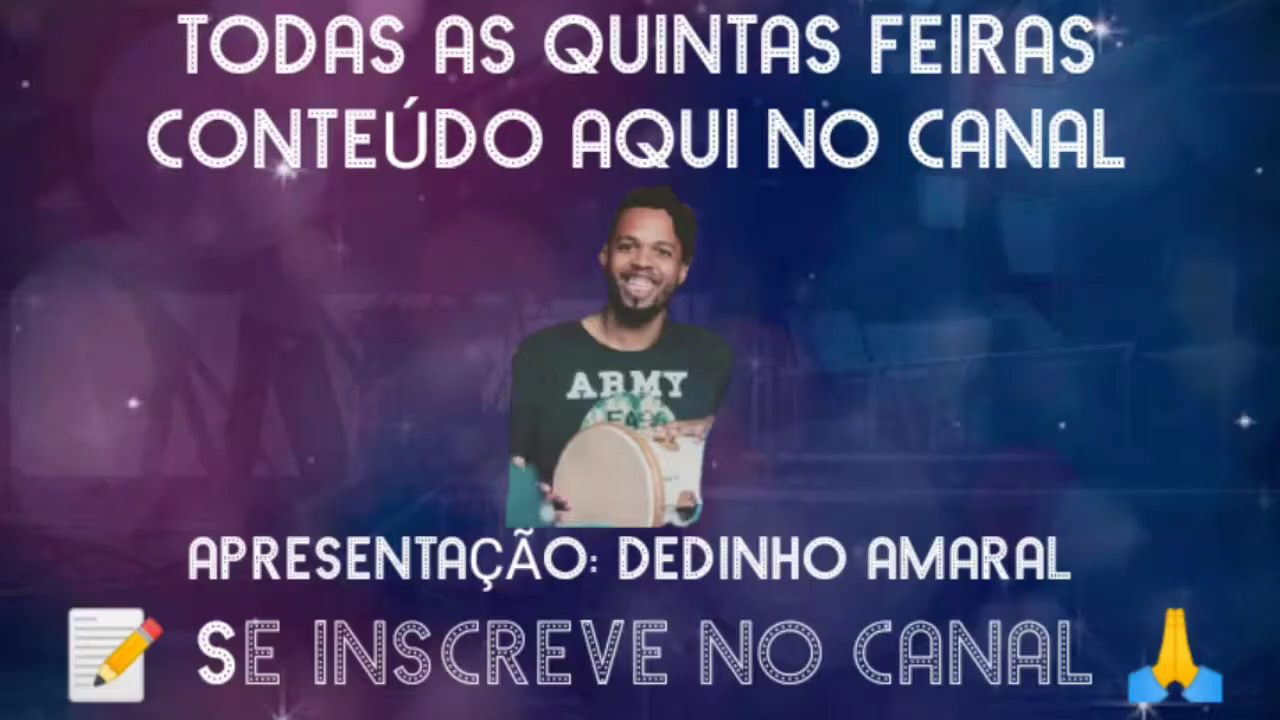 TODAS AS QUINTAS FEIRAS
CONTEÚDO AQUI NO CANAL
ARMY
APRESENTAÇÃO: DEDINHO AMARAL
SE INSCREVE NO CANAL